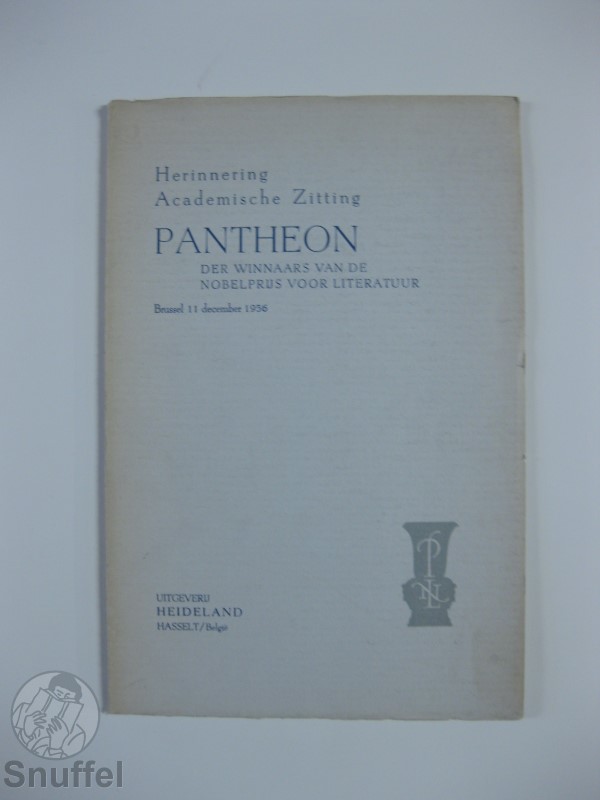 Herinnering
Academische Zitting
PANTHEON
DER WINNAARS VAN DE
NOBELPRIJS VOOR LITERATUUR
Brussel 11 december 1956
PNL
UITGEVERIJ
HEIDELAND
HASSELT/België
Snuffel